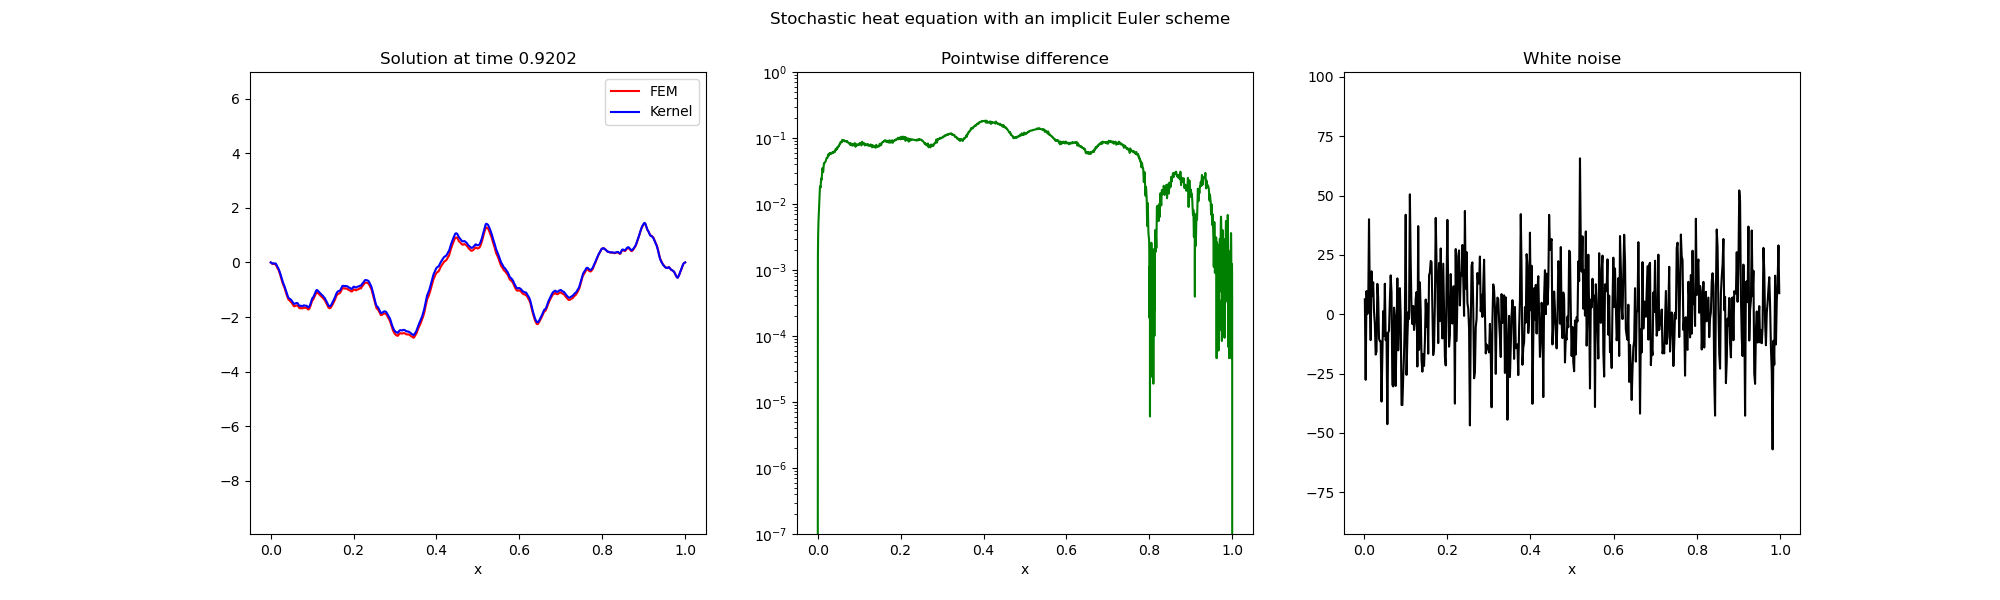 Stochastic heat equation with an implicit Euler scheme
Solution at time 0.9202
6
4
2
0
−2
−4
−6
−8
0.0 0.2 0.4 0.6 0.8 1.0
x
FEM
Kernel
Pointwise difference
10^0
10^−1
10^−2
10^−3
10^−4
10^−5
10^−6
10^−7
0.0 0.2 0.4 0.6 0.8 1.0
x
White noise
100
75
50
25
0
−25
−50
−75
0.0 0.2 0.4 0.6 0.8 1.0
x